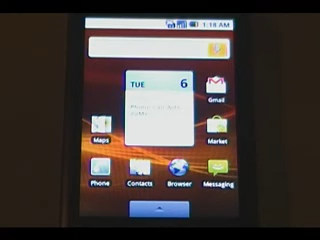 1:18 AM
TUE 6
Gmail
Maps
Market
Phone Contacts Browser Messaging